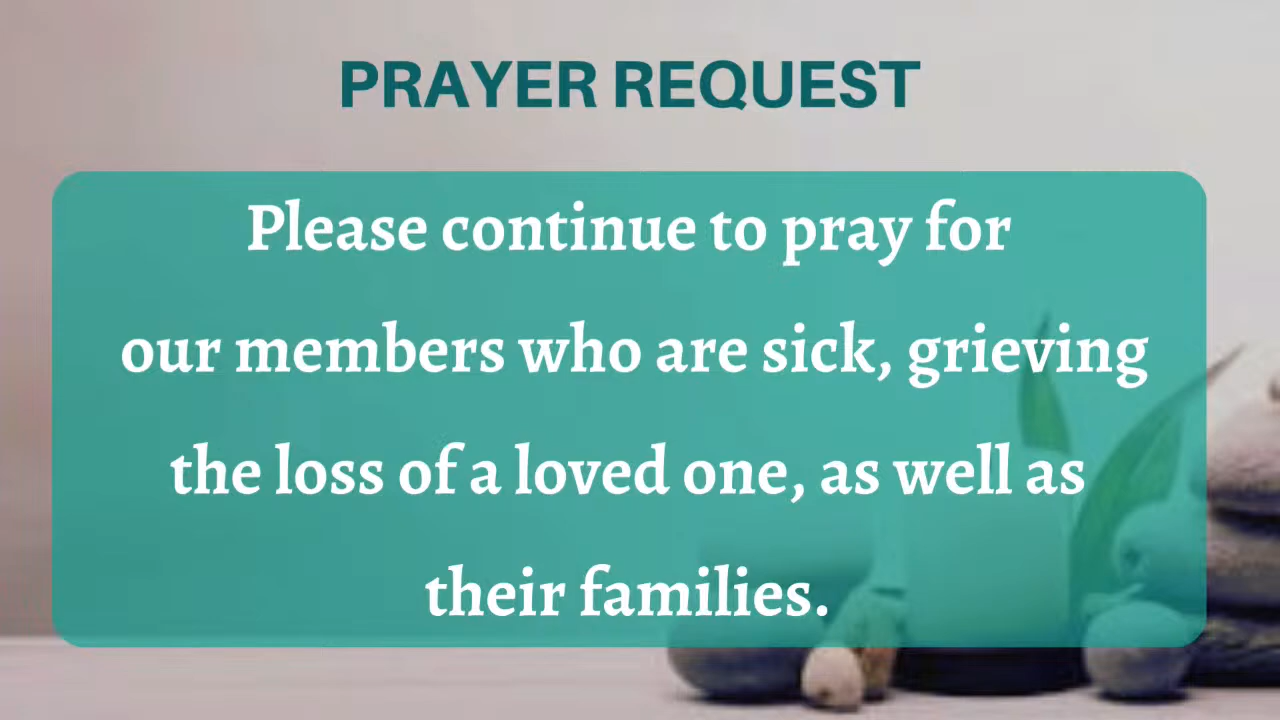 PRAYER REQUEST
Please continue to pray for
our members who are sick, grieving
the loss of a loved one, as well as
their families.